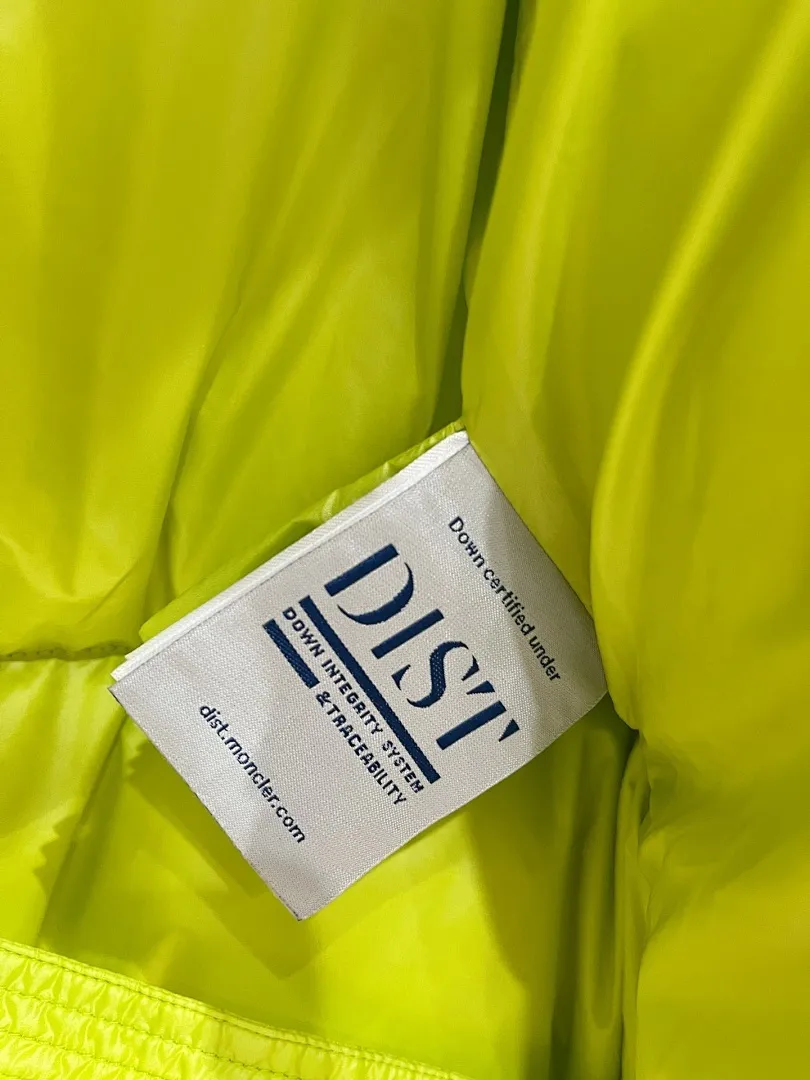 Down certified under
DIST
DOWN INTEGRITY SYSTEM
& TRACEABILITY
dist.moncler.com